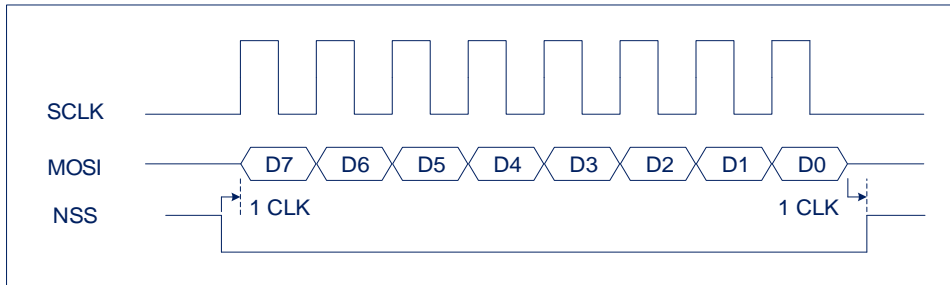 SCLK
MOSI D7 D6 D5 D4 D3 D2 D1 D0
1 CLK 1 CLK
NSS